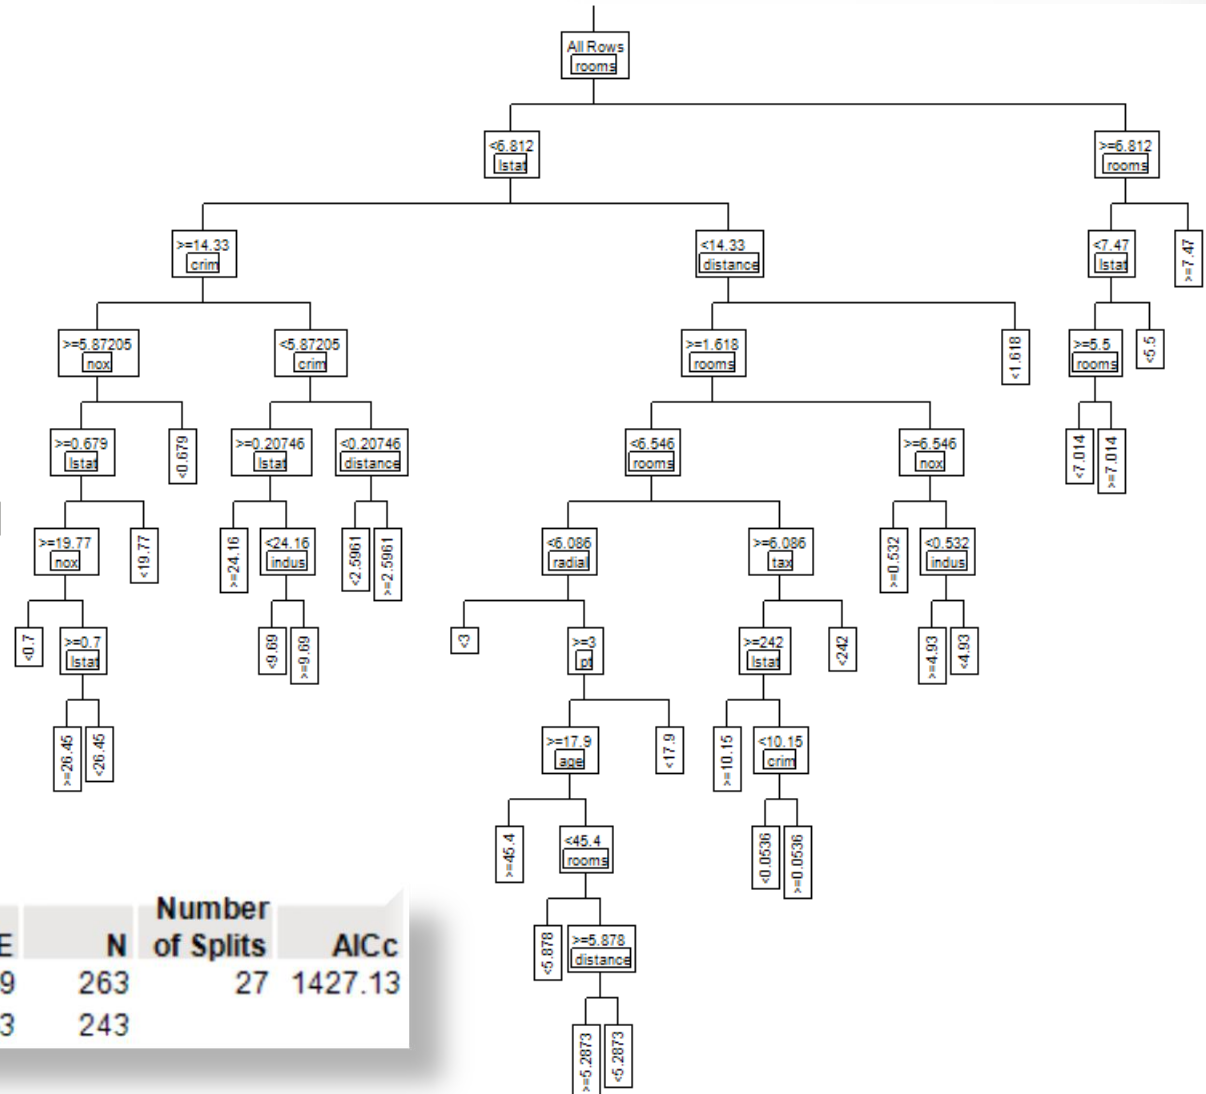 All Rows
rooms
<6.812
lstat
>=6.812
rooms
>=14.33
crim
<14.33
distance
<7.47
lstat
>=7.47
>=5.87205
nox
<5.87205
crim
>=1.618
rooms
<1.618
>=5.5
rooms
<5.5
>=0.679
lstat
<0.679
>=0.20746
lstat
<0.20746
distance
<6.546
rooms
>=6.546
nox
<7.014
>=7.014
>=19.77
nox
<19.77
>=24.16
<24.16
indus
<2.5961
>=2.5961
<6.086
radial
>=6.086
tax
>=0.532
<0.532
indus
<0.7
>=0.7
lstat
<9.69
>=9.69
<3
>=3
pt
>=242
lstat
<242
>=4.93
<4.93
>=26.45
<26.45
>=17.9
age
<17.9
>=10.15
<10.15
crim
>=45.4
<45.4
rooms
<0.0536
>=0.0536
<5.878
>=5.878
distance
>=5.2873
<5.2873
Number
E N of Splits AICc
9 263 27 1427.13
3 243